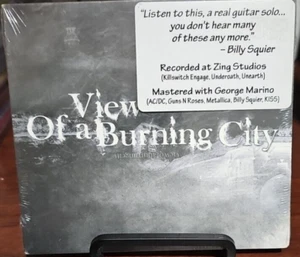 "Listen to this, a real guitar solo...
you don't hear many
of these any more."
- Billy Squier
Recorded at Zing Studios
(Killswitch Engage, Underoath, Unearth)
Mastered with George Marino
(AC/DC, Guns N Roses, Metallica, Billy Squier, KISS)
View
Of a Burning City